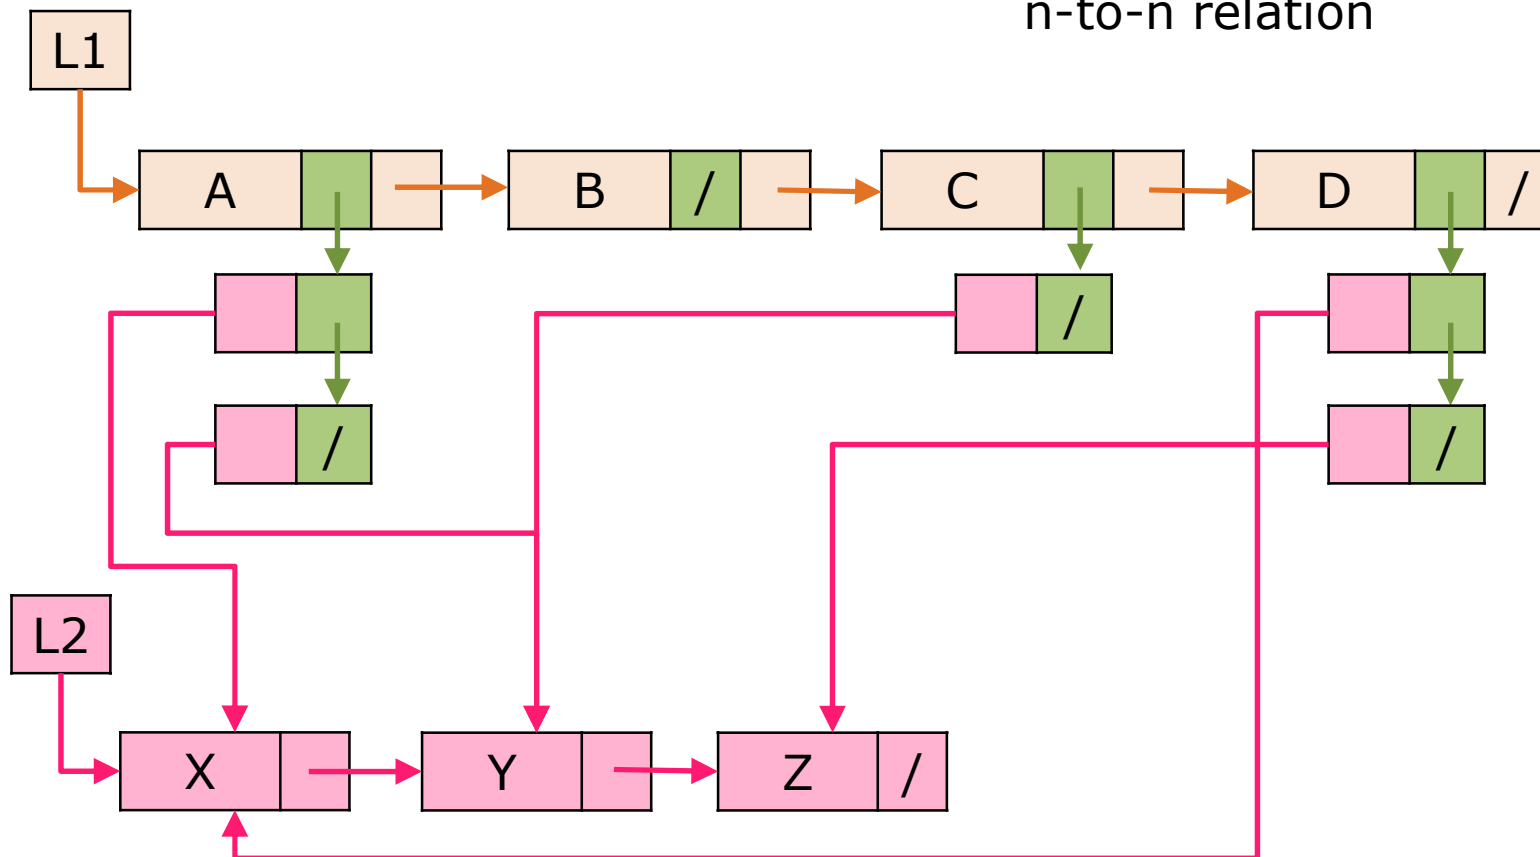 n-to-n relation
L1
A B / C D /
/
/ /
L2
X Y Z /